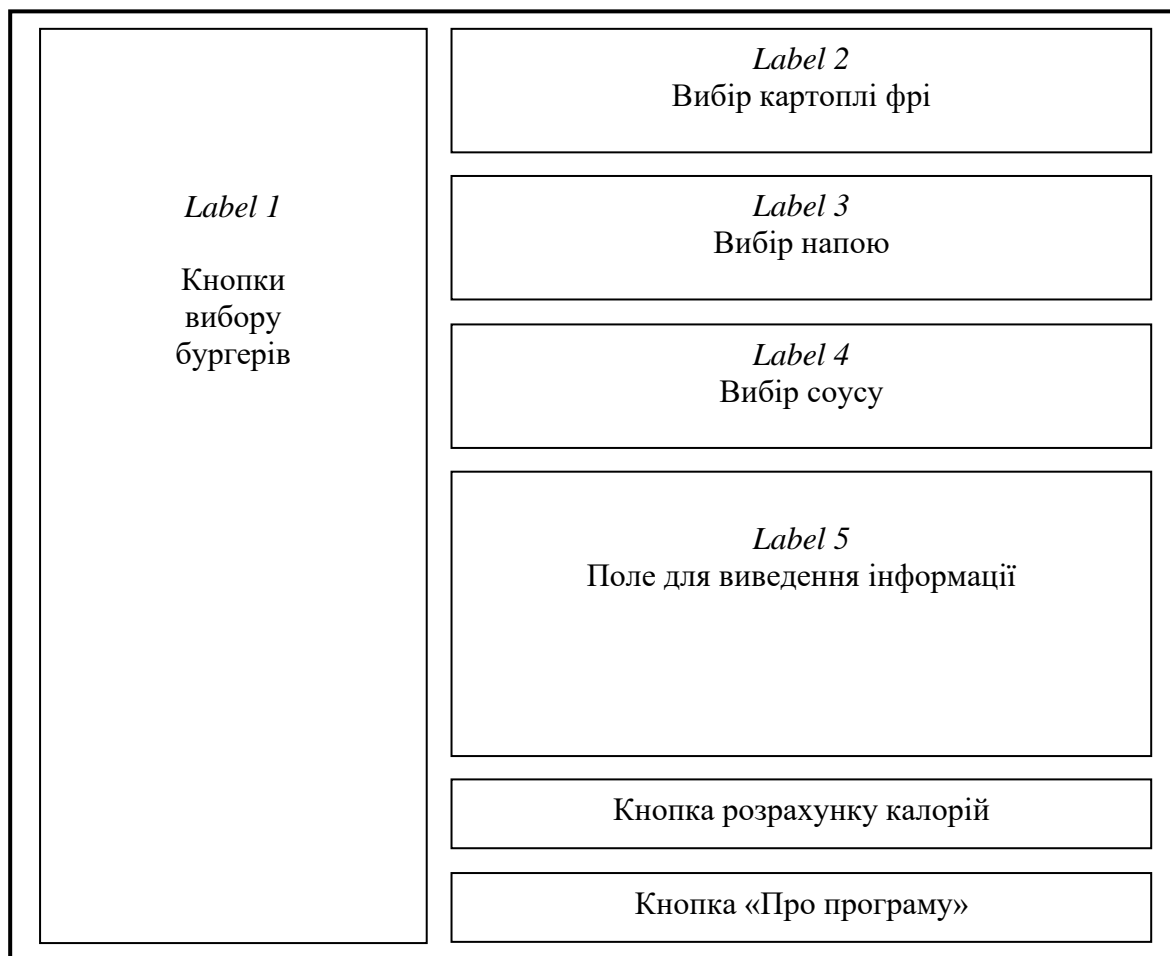 Label 1
Кнопки
вибору
бургерів
Label 2
Вибір картоплі фрі
Label 3
Вибір напою
Label 4
Вибір соусу
Label 5
Поле для виведення інформації
Кнопка розрахунку калорій
Кнопка «Про програму»